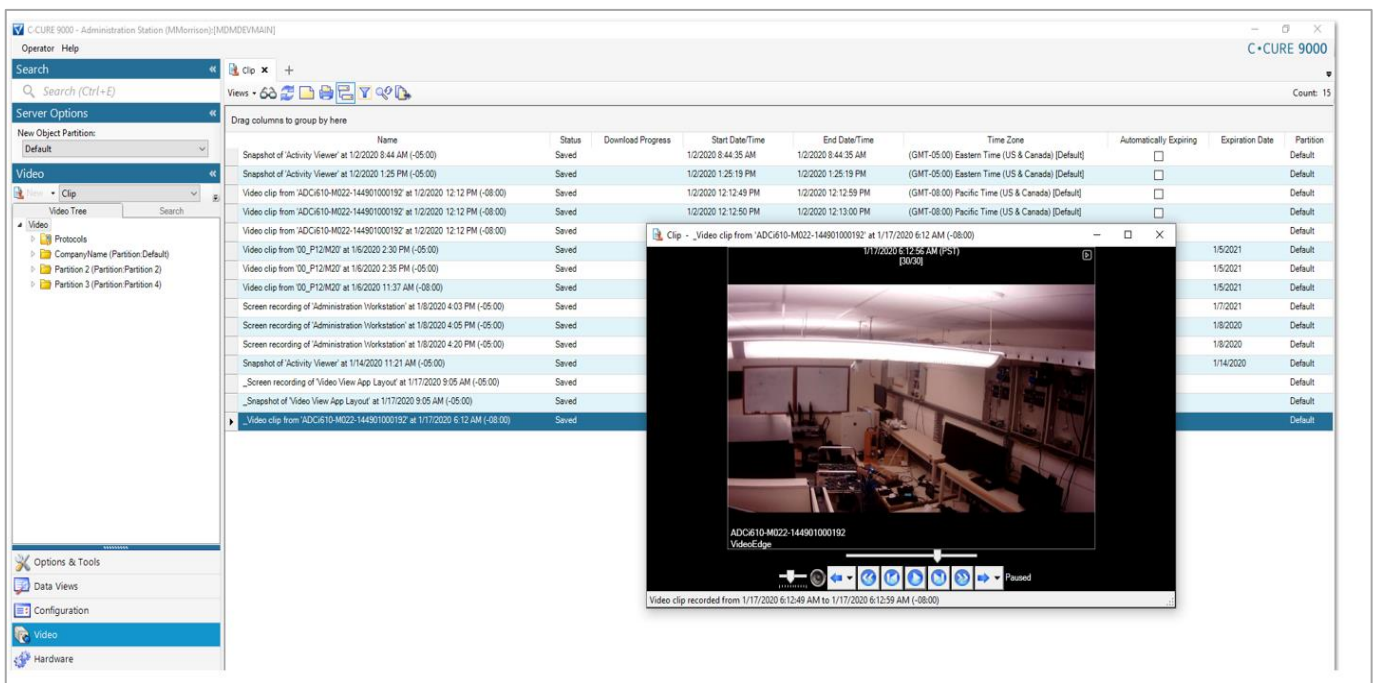 C•CURE 9000 - Administration Station (MMorrison):[MDMDEVMAIN]
Operator Help
C•CURE 9000
Search
Search (Ctrl+E)
Server Options
New Object Partition:
Default
Video
New Clip
Video Tree Search
Video
Protocols
CompanyName (Partition:Default)
Partition 2 (Partition:Partition 2)
Partition 3 (Partition:Partition 4)
Options & Tools
Data Views
Configuration
Video
Hardware
Clip
Views
Count: 15
Drag columns to group by here
Name Status Download Progress Start Date/Time End Date/Time Time Zone Automatically Expiring Expiration Date Partition
Snapshot of 'Activity Viewer' at 1/2/2020 8:44 AM (-05:00) Saved 1/2/2020 8:44:35 AM 1/2/2020 8:44:35 AM (GMT-05:00) Eastern Time (US & Canada) [Default] Default
Snapshot of 'Activity Viewer' at 1/2/2020 1:25 PM (-05:00) Saved 1/2/2020 1:25:19 PM 1/2/2020 1:25:19 PM (GMT-05:00) Eastern Time (US & Canada) [Default] Default
Video clip from 'ADCi610-M022-144901000192' at 1/2/2020 12:12 PM (-08:00) Saved 1/2/2020 12:12:49 PM 1/2/2020 12:12:59 PM (GMT-08:00) Pacific Time (US & Canada) [Default] Default
Video clip from 'ADCi610-M022-144901000192' at 1/2/2020 12:12 PM (-08:00) Saved 1/2/2020 12:12:50 PM 1/2/2020 12:13:00 PM (GMT-08:00) Pacific Time (US & Canada) [Default] Default
Video clip from 'ADCi610-M022-144901000192' at 1/2/2020 12:12 PM (-08:00) Saved Default
Video clip from '00_P12/M20' at 1/6/2020 2:30 PM (-05:00) Saved 1/5/2021 Default
Video clip from '00_P12/M20' at 1/6/2020 2:35 PM (-05:00) Saved 1/5/2021 Default
Video clip from '00_P12/M20' at 1/6/2020 11:37 AM (-08:00) Saved 1/5/2021 Default
Screen recording of 'Administration Workstation' at 1/8/2020 4:03 PM (-05:00) Saved 1/7/2021 Default
Screen recording of 'Administration Workstation' at 1/8/2020 4:05 PM (-05:00) Saved 1/8/2020 Default
Screen recording of 'Administration Workstation' at 1/8/2020 4:20 PM (-05:00) Saved 1/8/2020 Default
Snapshot of 'Activity Viewer' at 1/14/2020 11:21 AM (-05:00) Saved 1/14/2020 Default
_Screen recording of 'Video View App Layout' at 1/17/2020 9:05 AM (-05:00) Saved Default
_Snapshot of 'Video View App Layout' at 1/17/2020 9:05 AM (-05:00) Saved Default
_Video clip from 'ADCi610-M022-144901000192' at 1/17/2020 6:12 AM (-08:00) Saved Default
Clip - _Video clip from 'ADCi610-M022-144901000192' at 1/17/2020 6:12 AM (-08:00)
1/17/2020 6:12:56 AM (PST)
[30/30]
ADCi610-M022-144901000192
VideoEdge
Paused
Video clip recorded from 1/17/2020 6:12:49 AM to 1/17/2020 6:12:59 AM (-08:00)